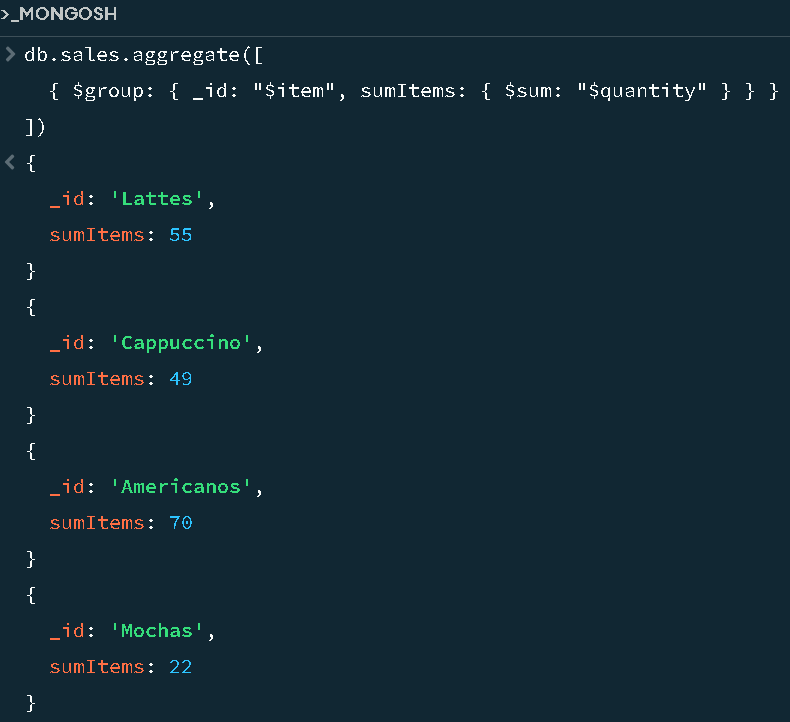 >_MONGOSH
> db.sales.aggregate([
{ $group: { _id: "$item", sumItems: { $sum: "$quantity" } } }
])
< {
_id: 'Lattes',
sumItems: 55
}
{
_id: 'Cappuccino',
sumItems: 49
}
{
_id: 'Americanos',
sumItems: 70
}
{
_id: 'Mochas',
sumItems: 22
}